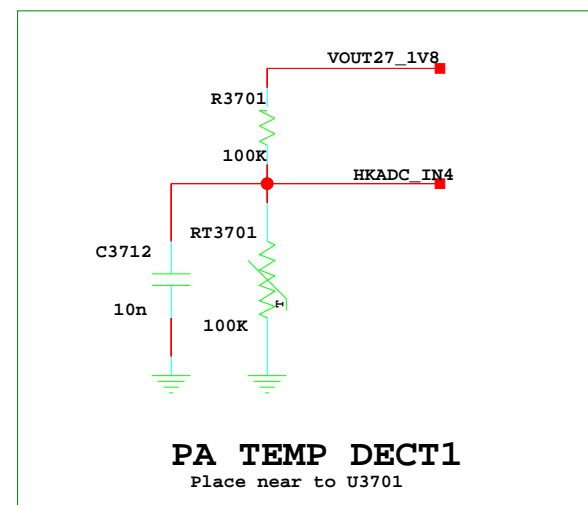 VOUT27_1V8
R3701
100K
HKADC_IN4
RT3701
C3712
T
10n
100K
PA TEMP DECT1
Place near to U3701